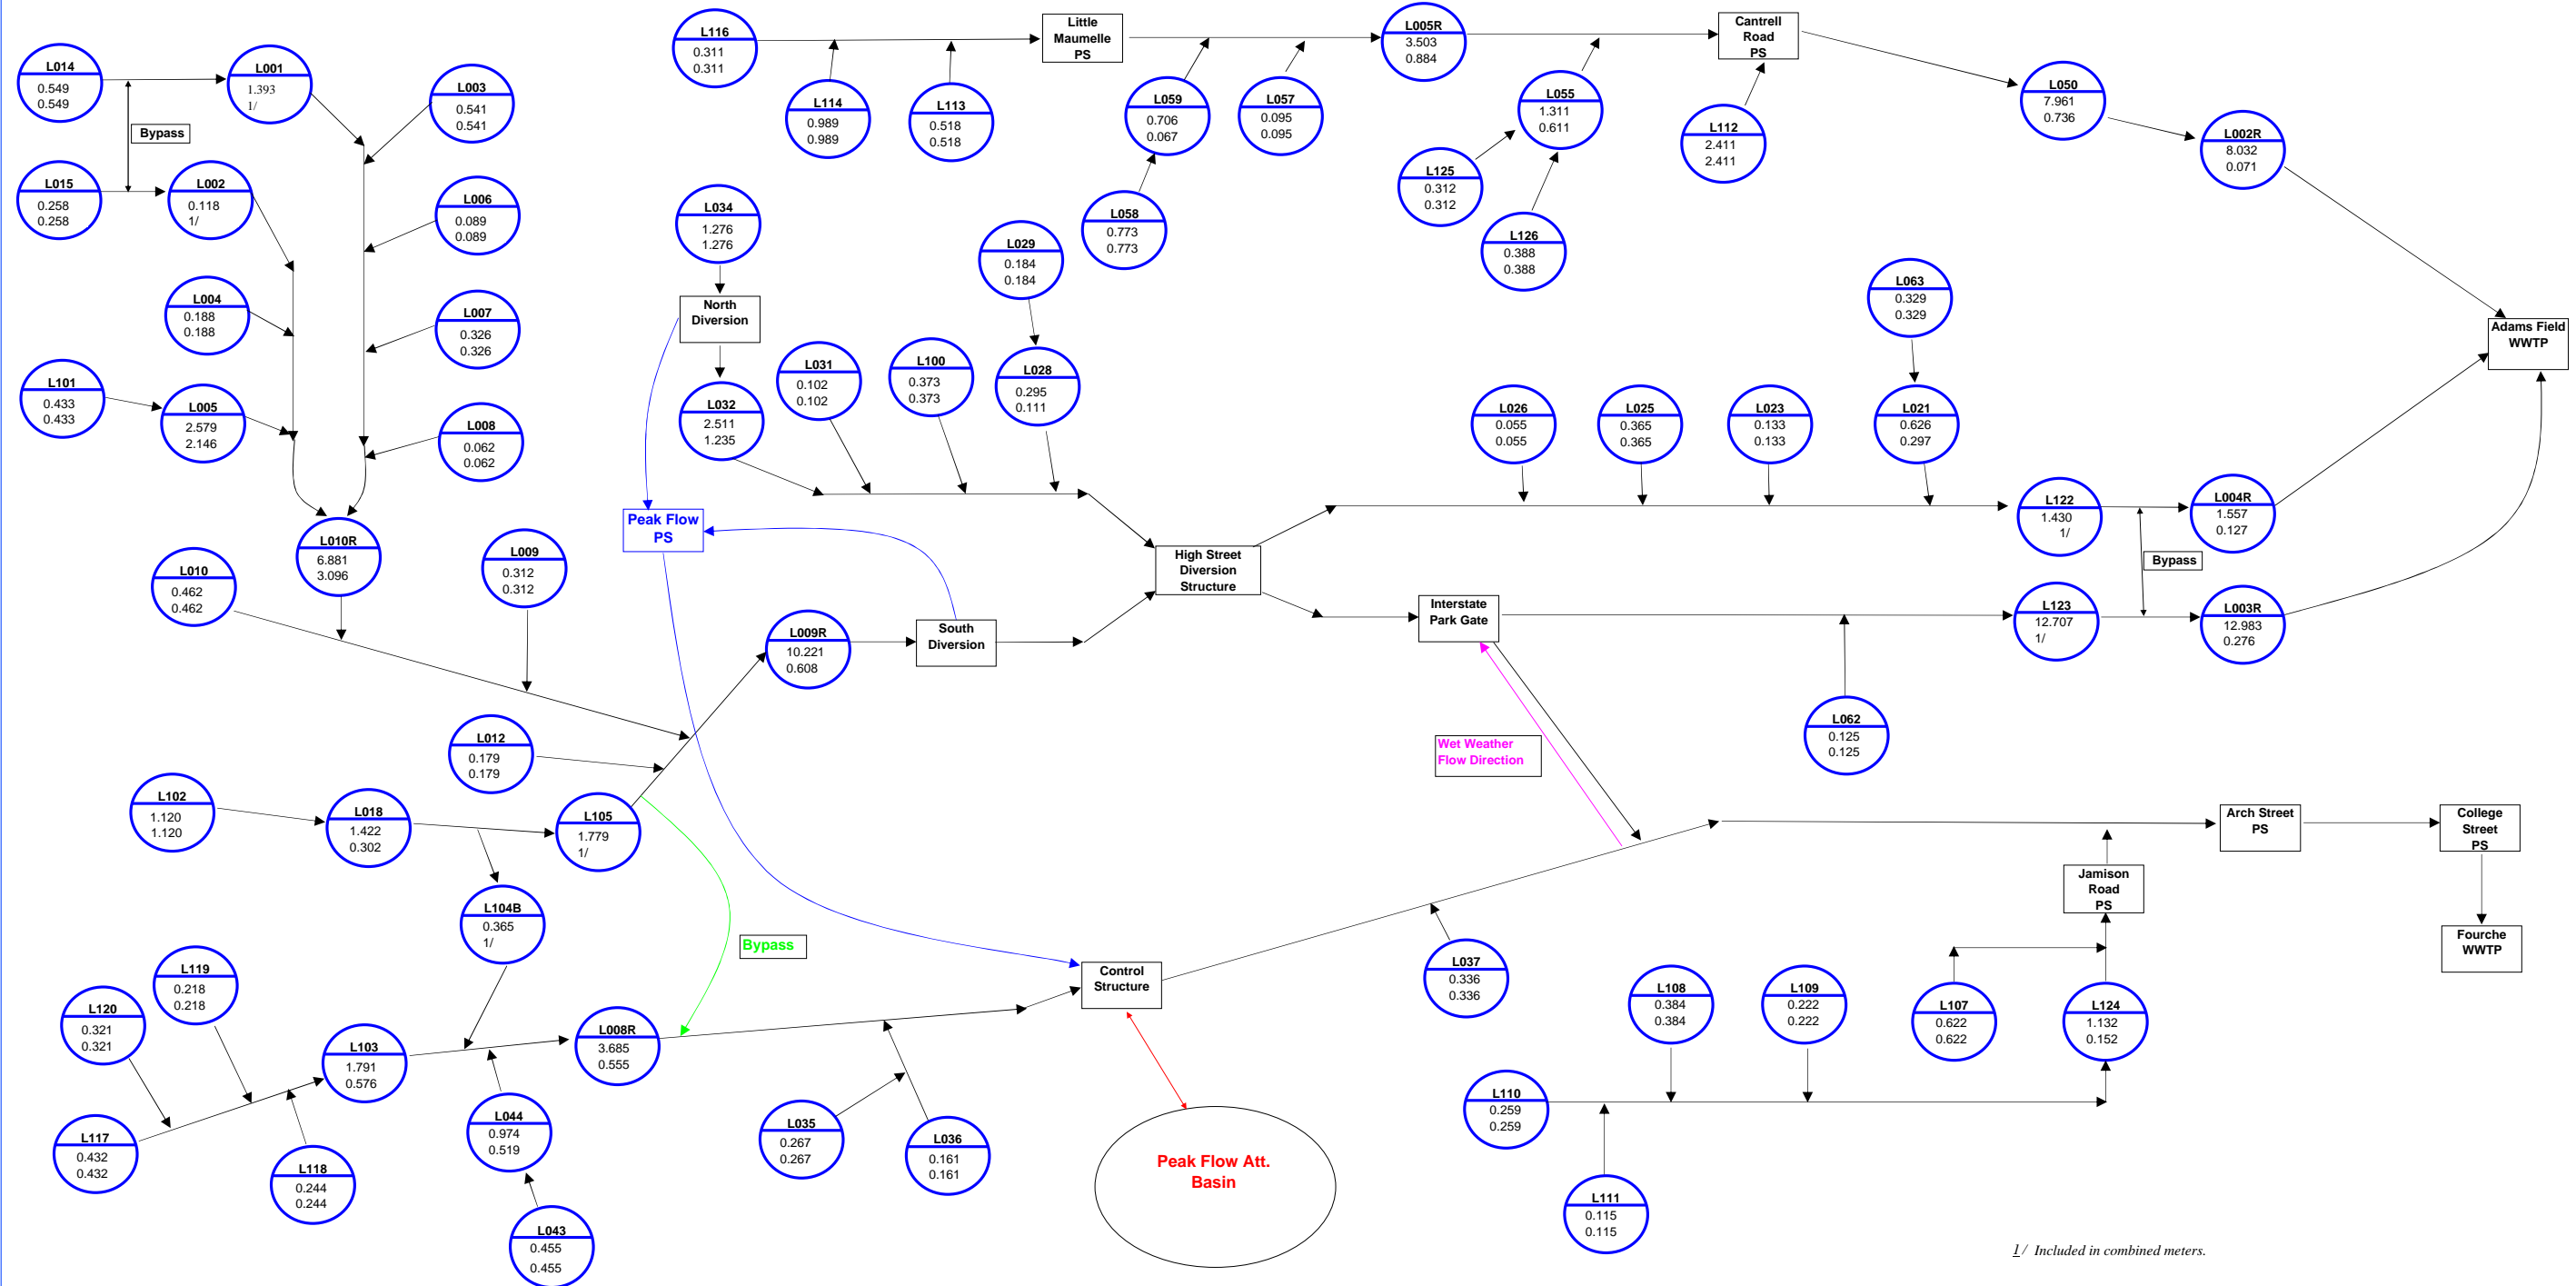 L116
0.311
0.311
Little
Maumelle
PS
L005R
3.503
0.884
Cantrell
Road
PS
L014
0.549
0.549
L001
1.393
1/
L003
0.541
0.541
Bypass
L114
0.989
0.989
L113
0.518
0.518
L059
0.706
0.067
L057
0.095
0.095
L055
1.311
0.611
L112
2.411
2.411
L050
7.961
0.736
L002R
8.032
0.071
L015
0.258
0.258
L002
0.118
1/
L006
0.089
0.089
L034
1.276
1.276
L058
0.773
0.773
L125
0.312
0.312
L126
0.388
0.388
L029
0.184
0.184
L063
0.329
0.329
L004
0.188
0.188
L007
0.326
0.326
North
Diversion
Adams Field
WWTP
L101
0.433
0.433
L005
2.579
2.146
L008
0.062
0.062
L032
2.511
1.235
L031
0.102
0.102
L100
0.373
0.373
L028
0.295
0.111
L026
0.055
0.055
L025
0.365
0.365
L023
0.133
0.133
L021
0.626
0.297
L122
1.430
1/
L004R
1.557
0.127
Peak Flow
PS
L010R
6.881
3.096
L010
0.462
0.462
L009
0.312
0.312
High Street
Diversion
Structure
Bypass
L009R
10.221
0.608
South
Diversion
Interstate
Park Gate
L123
12.707
1/
L003R
12.983
0.276
L012
0.179
0.179
Wet Weather
Flow Direction
L062
0.125
0.125
L102
1.120
1.120
L018
1.422
0.302
L105
1.779
1/
Arch Street
PS
College
Street
PS
Jamison
Road
PS
L104B
0.365
1/
Bypass
Fourche
WWTP
L119
0.218
0.218
L120
0.321
0.321
L103
1.791
0.576
L008R
3.685
0.555
Control
Structure
L037
0.336
0.336
L108
0.384
0.384
L109
0.222
0.222
L107
0.622
0.622
L124
1.132
0.152
L117
0.432
0.432
L118
0.244
0.244
L044
0.974
0.519
L035
0.267
0.267
L036
0.161
0.161
Peak Flow Att.
Basin
L110
0.259
0.259
L111
0.115
0.115
L043
0.455
0.455
1/ Included in combined meters.